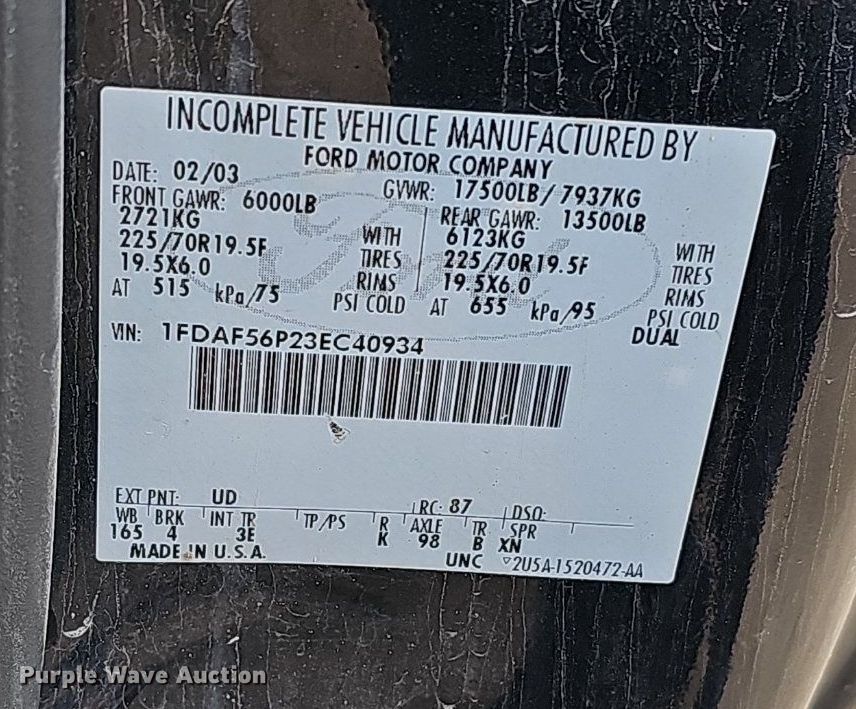 INCOMPLETE VEHICLE MANUFACTURED BY
FORD MOTOR COMPANY
DATE: 02/03 GVWR: 17500LB/ 7937KG
FRONT GAWR: 6000LB REAR GAWR: 13500LB
2721KG WITH 6123KG WITH
225/70R19.5F TIRES 225/70R19.5F TIRES
19.5X6.0 RIMS 19.5X6.0 RIMS
AT 515 kPa/75 PSI COLD AT 655 kPa/95 PSI COLD
DUAL
VIN: 1FDAF56P23EC40934
Ford
EXT PNT: UD RC: 87 DSO:
WB BRK INT TR TP/PS R AXLE TR SPR
165 4 3E K 98 B XN
MADE IN U.S.A. UNC ▽2U5A-1520472-AA
Purple Wave Auction